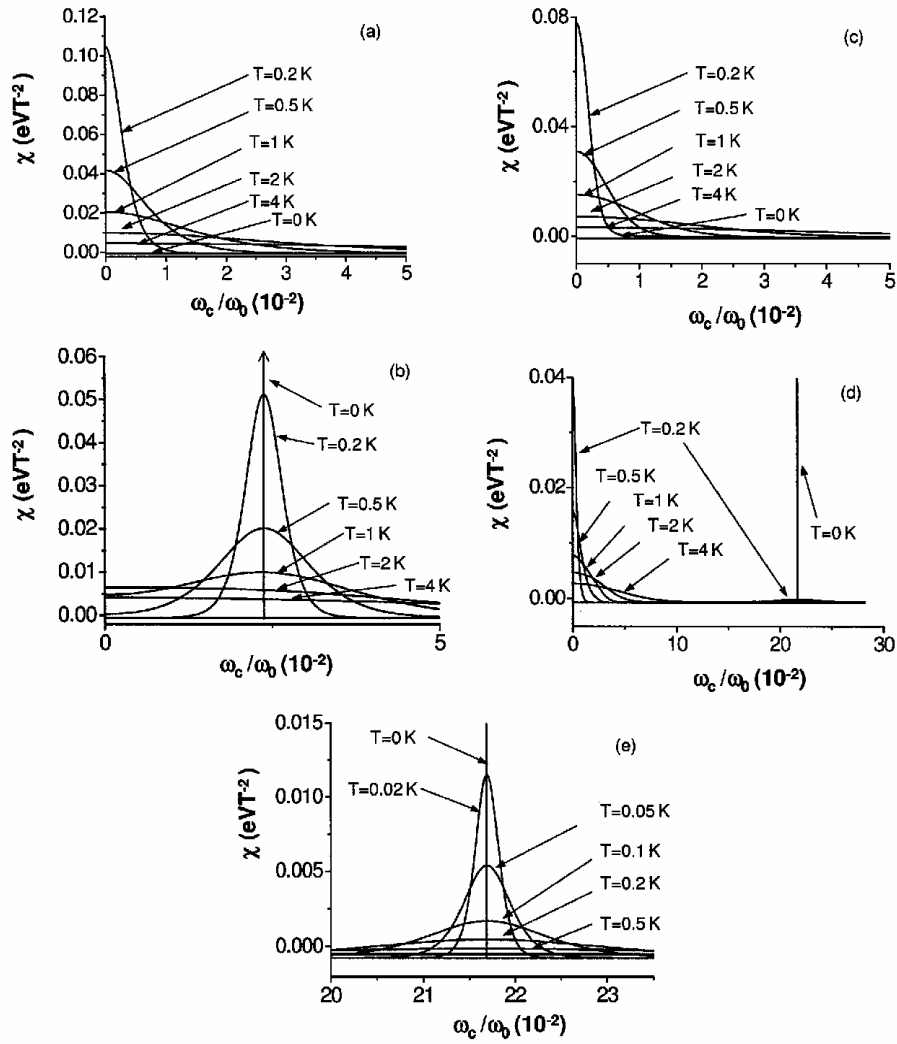 (a)
χ (eVT⁻²)
0.12
0.10
0.08
0.06
0.04
0.02
0.00
T=0.2 K
T=0.5 K
T=1 K
T=2 K
T=4 K
T=0 K
0 1 2 3 4 5
ω_c/ω_0 (10⁻²)
(c)
χ (eVT⁻²)
0.08
0.04
0.00
T=0.2 K
T=0.5 K
T=1 K
T=2 K
T=4 K
T=0 K
0 1 2 3 4 5
ω_c/ω_0 (10⁻²)
(b)
χ (eVT⁻²)
0.06
0.05
0.04
0.03
0.02
0.01
0.00
T=0 K
T=0.2 K
T=0.5 K
T=1 K
T=2 K
T=4 K
0 5
ω_c/ω_0 (10⁻²)
(d)
χ (eVT⁻²)
0.04
0.02
0.00
T=0.2 K
T=0.5 K
T=1 K
T=2 K
T=4 K
T=0 K
0 10 20 30
ω_c/ω_0 (10⁻²)
(e)
χ (eVT⁻²)
0.015
0.010
0.005
0.000
T=0 K
T=0.02 K
T=0.05 K
T=0.1 K
T=0.2 K
T=0.5 K
20 21 22 23
ω_c/ω_0 (10⁻²)